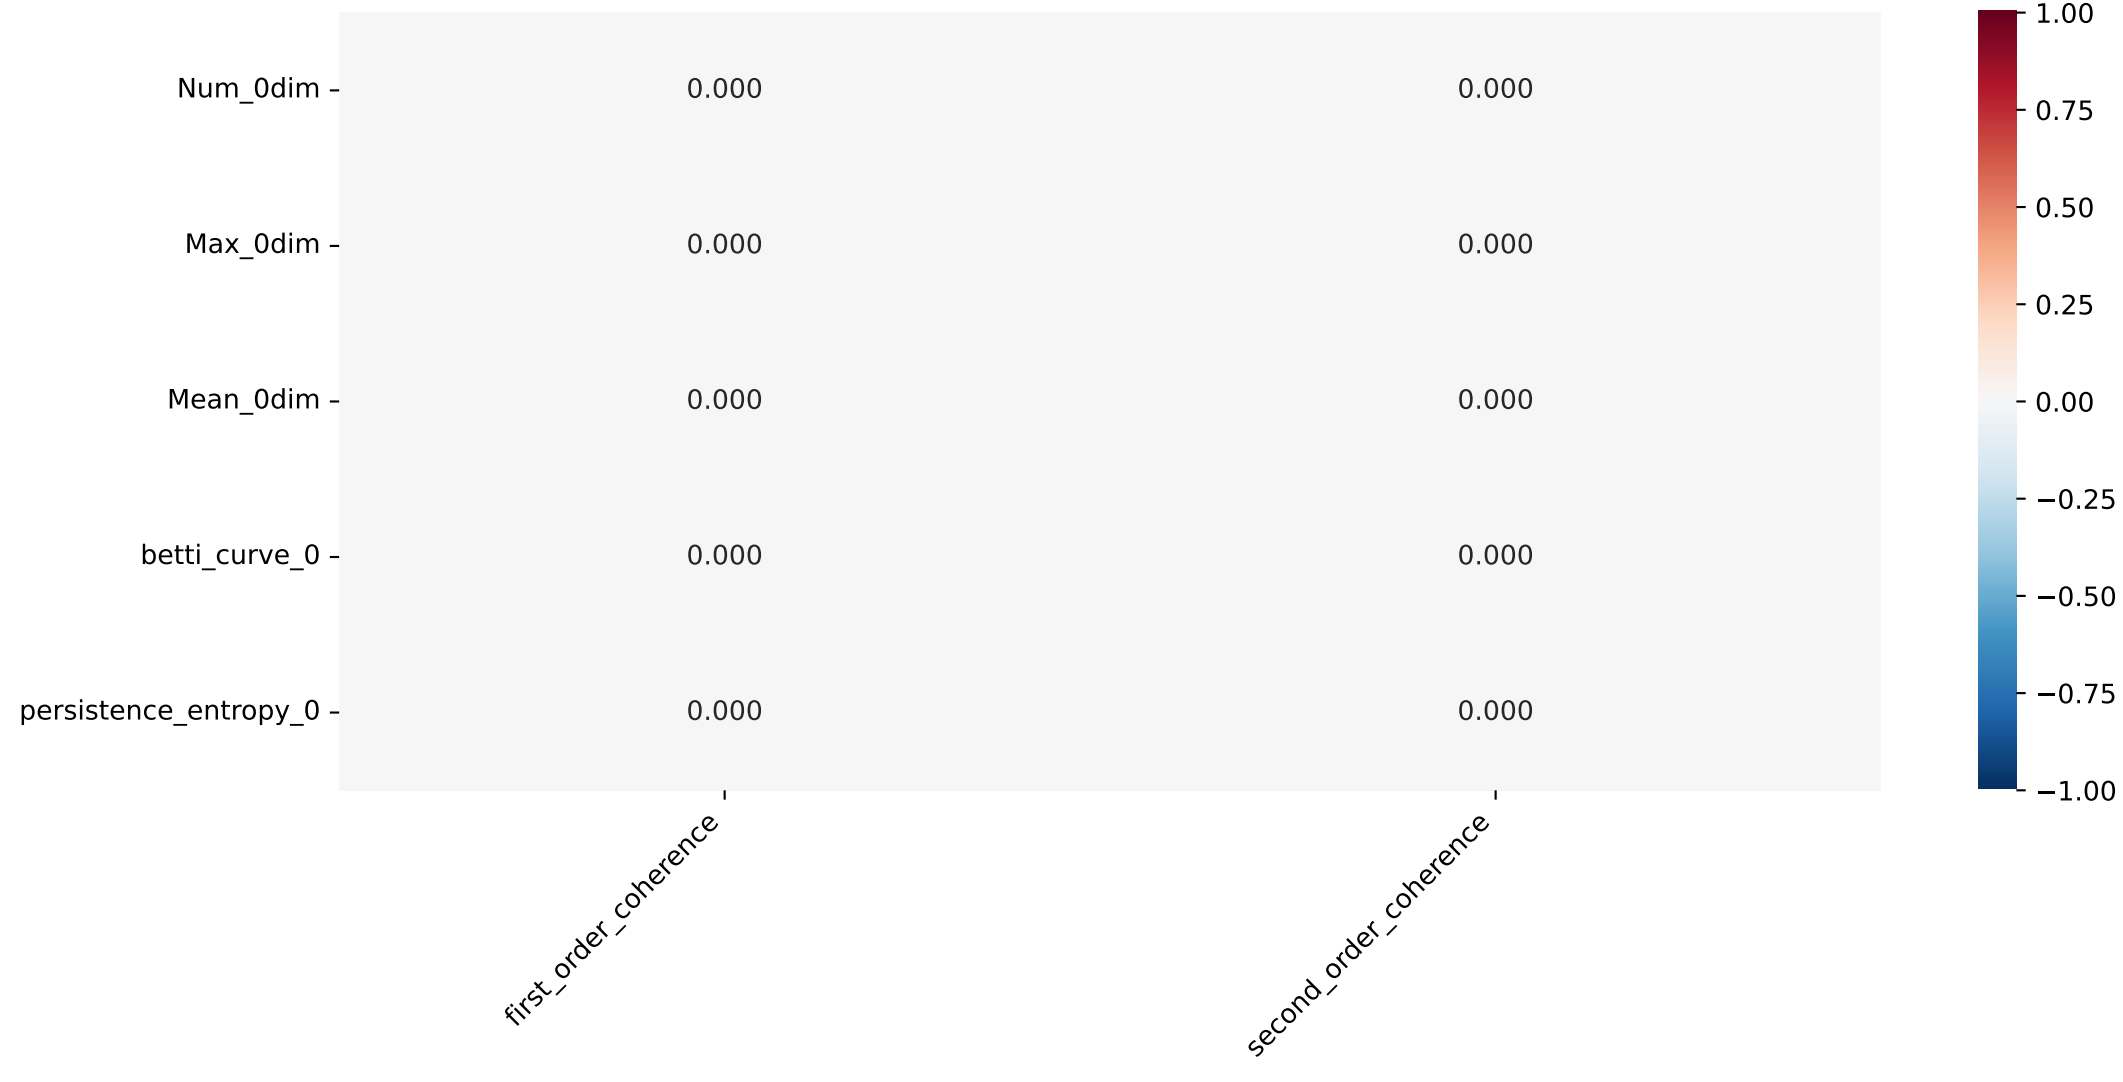 Num_0dim 0.000 0.000
Max_0dim 0.000 0.000
Mean_0dim 0.000 0.000
betti_curve_0 0.000 0.000
persistence_entropy_0 0.000 0.000
first_order_coherence
second_order_coherence
1.00
0.75
0.50
0.25
0.00
−0.25
−0.50
−0.75
−1.00